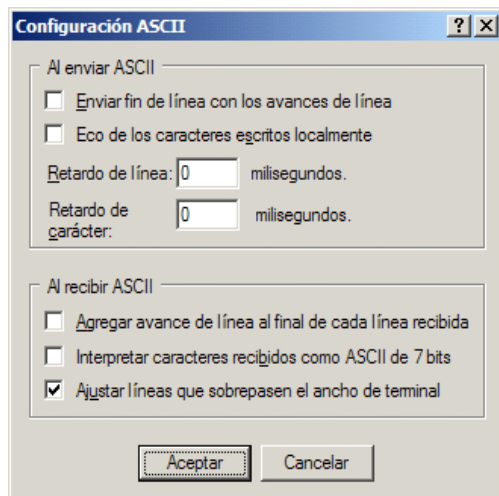 Configuración ASCII
Al enviar ASCII
Enviar fin de línea con los avances de línea
Eco de los caracteres escritos localmente
Retardo de línea: 0 milisegundos.
Retardo de
carácter: 0 milisegundos.
Al recibir ASCII
Agregar avance de línea al final de cada línea recibida
Interpretar caracteres recibidos como ASCII de 7 bits
Ajustar líneas que sobrepasen el ancho de terminal
Aceptar Cancelar